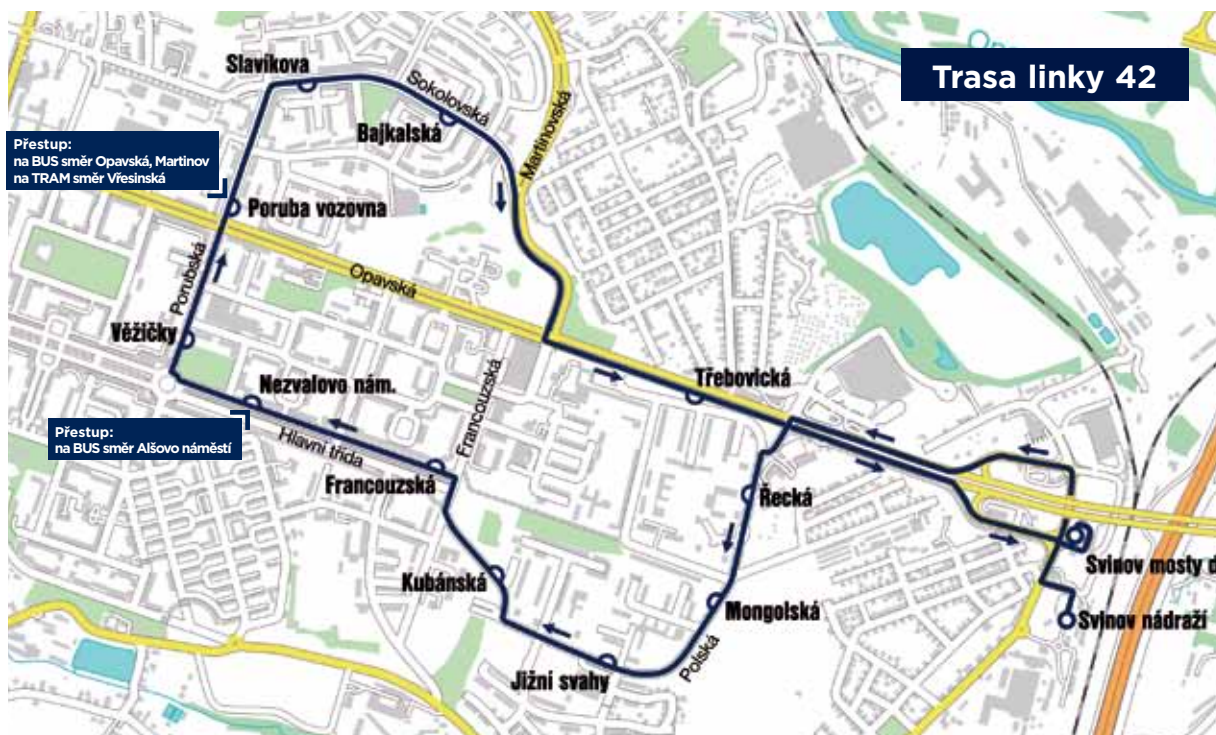 Trasa linky 42
Slavíkova
Sokolovská
Bajkalská
Martinovská
Přestup:
na BUS směr Opavská, Martinov
na TRAM směr Vřesinská
Poruba vozovna
Opavská
Porubská
Věžičky
Nezvalovo nám.
Francouzská
Třebovická
Přestup:
na BUS směr Alšovo náměstí
Hlavní třída
Francouzská
Řecká
Kubánská
Svinov mosty d
Mongolská
Svinov nádraží
Polská
Jižní svahy